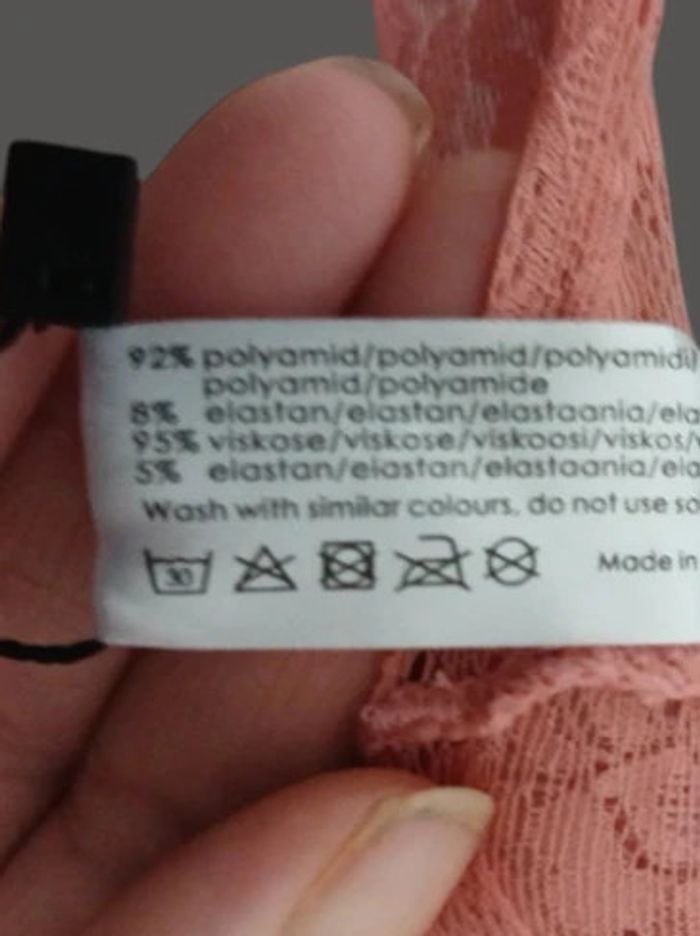 92% polyamid/polyamid/polyamidi/
polyamid/polyamide
8% elastan/elastan/elastaania/ela
95% viskose/viskose/viskoosi/viskos/v
5% elastan/elastan/elastaania/ela
Wash with similar colours, do not use so
30
Made in